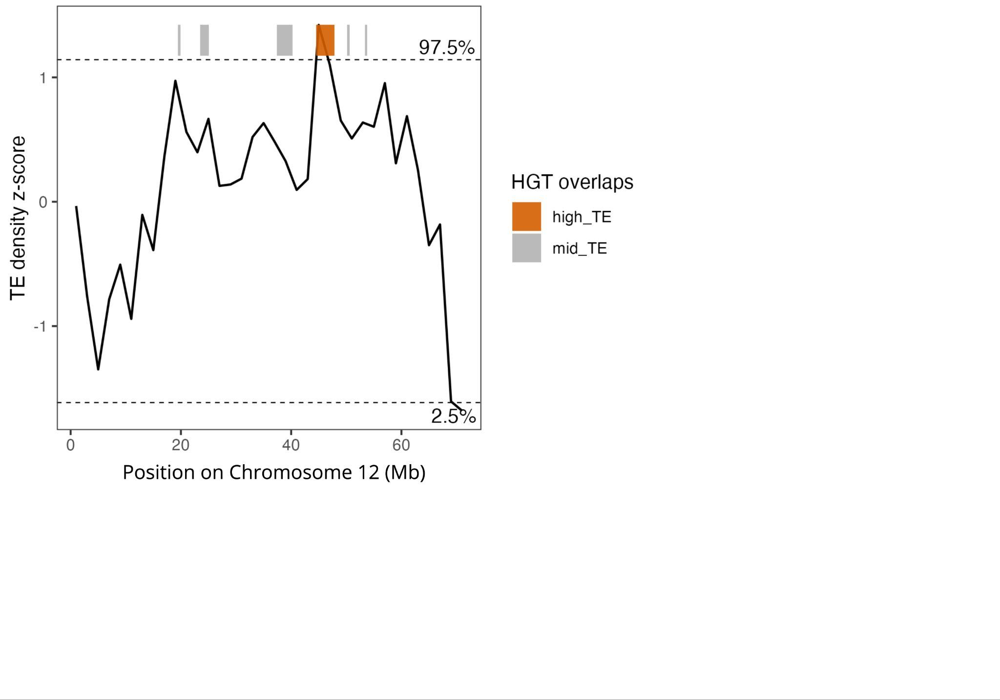 97.5%
1
0
-1
TE density z-score
2.5%
0 20 40 60
Position on Chromosome 12 (Mb)
HGT overlaps
high_TE
mid_TE